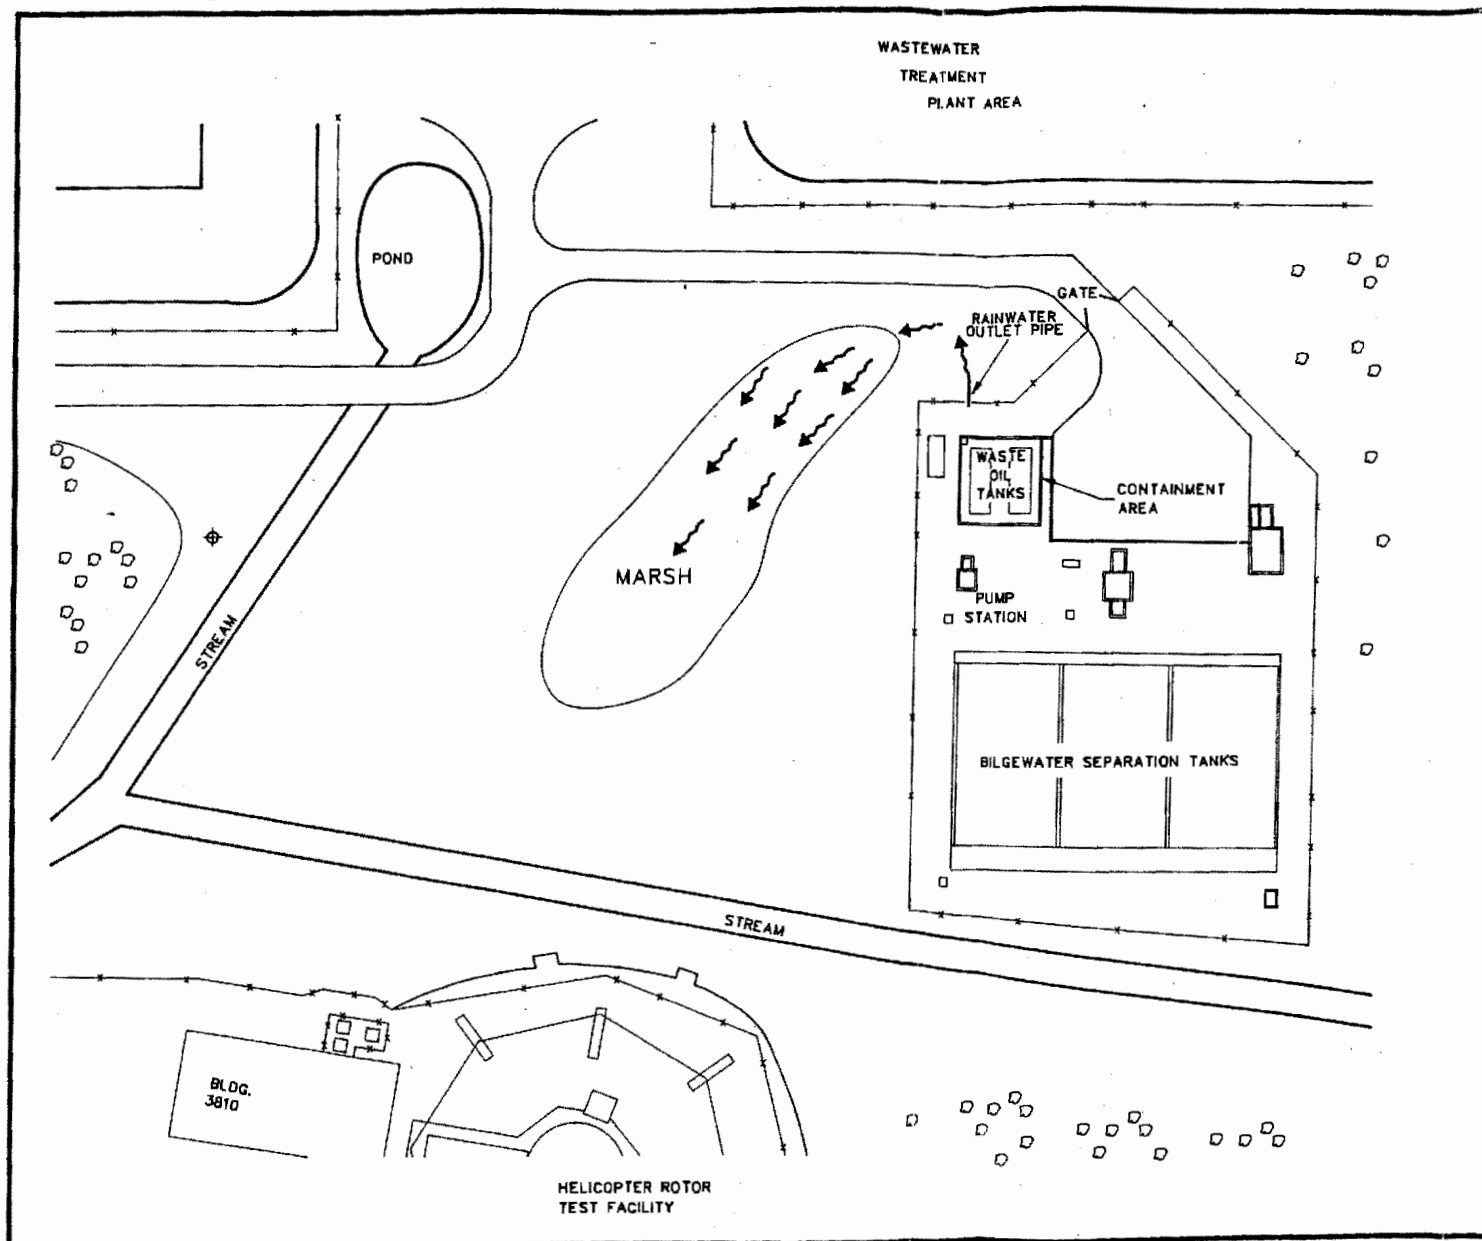 WASTEWATER
TREATMENT
PLANT AREA
POND
GATE
RAINWATER
OUTLET PIPE
WASTE
OIL
TANKS
CONTAINMENT
AREA
MARSH
PUMP
STATION
STREAM
BILGEWATER SEPARATION TANKS
STREAM
BLDG.
3810
HELICOPTER ROTOR
TEST FACILITY